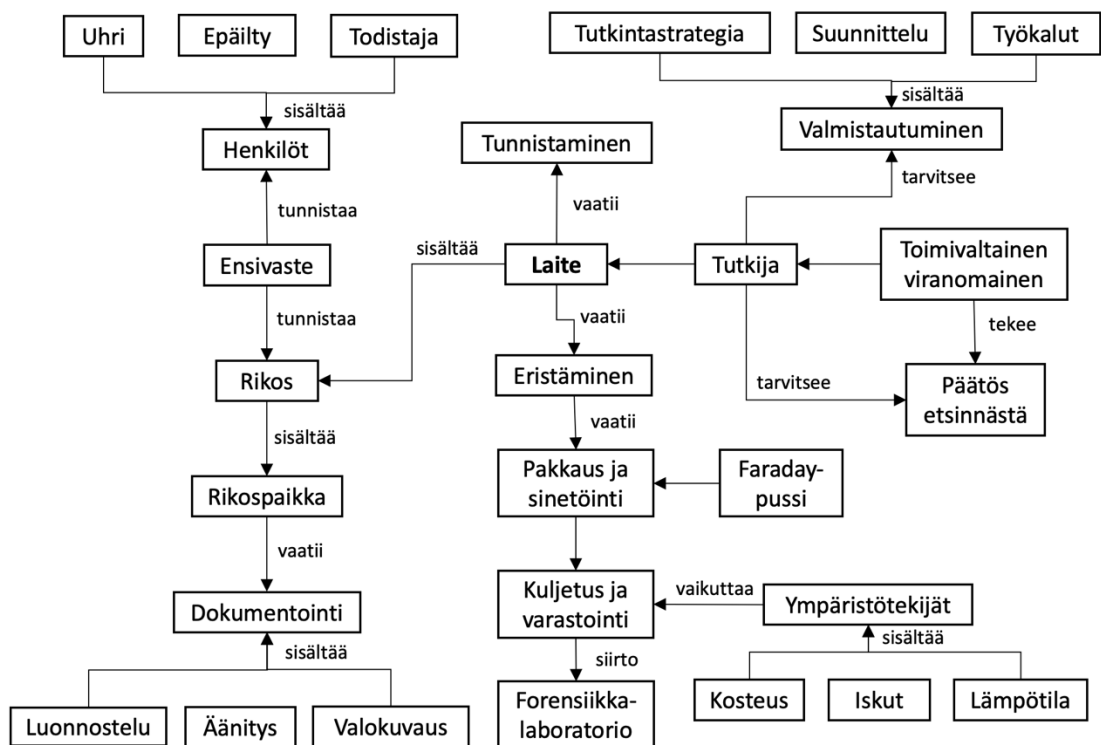 Uhri
Epäilty
Todistaja
Tutkintastrategia
Suunnittelu
Työkalut
sisältää
sisältää
Henkilöt
Tunnistaminen
Valmistautuminen
tunnistaa
vaatii
tarvitsee
Ensivaste
sisältää
Laite
Tutkija
Toimivaltainen
viranomainen
tunnistaa
vaatii
tekee
Rikos
Eristäminen
tarvitsee
Päätös
etsinnästä
sisältää
vaatii
Rikospaikka
Pakkaus ja
sinetöinti
Faraday-
pussi
vaatii
Dokumentointi
Kuljetus ja
varastointi
vaikuttaa
Ympäristötekijät
sisältää
siirto
sisältää
Luonnostelu
Äänitys
Valokuvaus
Forensiikka-
laboratorio
Kosteus
Iskut
Lämpötila